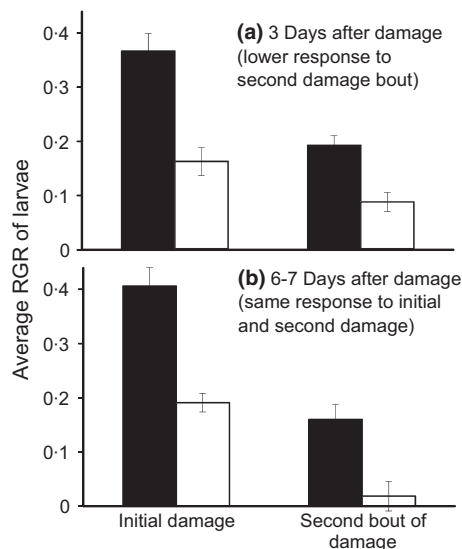 Average RGR of larvae
(a) 3 Days after damage
(lower response to
second damage bout)
0·4
0·3
0·2
0·1
0
(b) 6-7 Days after damage
(same response to initial
and second damage)
0·4
0·3
0·2
0·1
0
Initial damage
Second bout of
damage